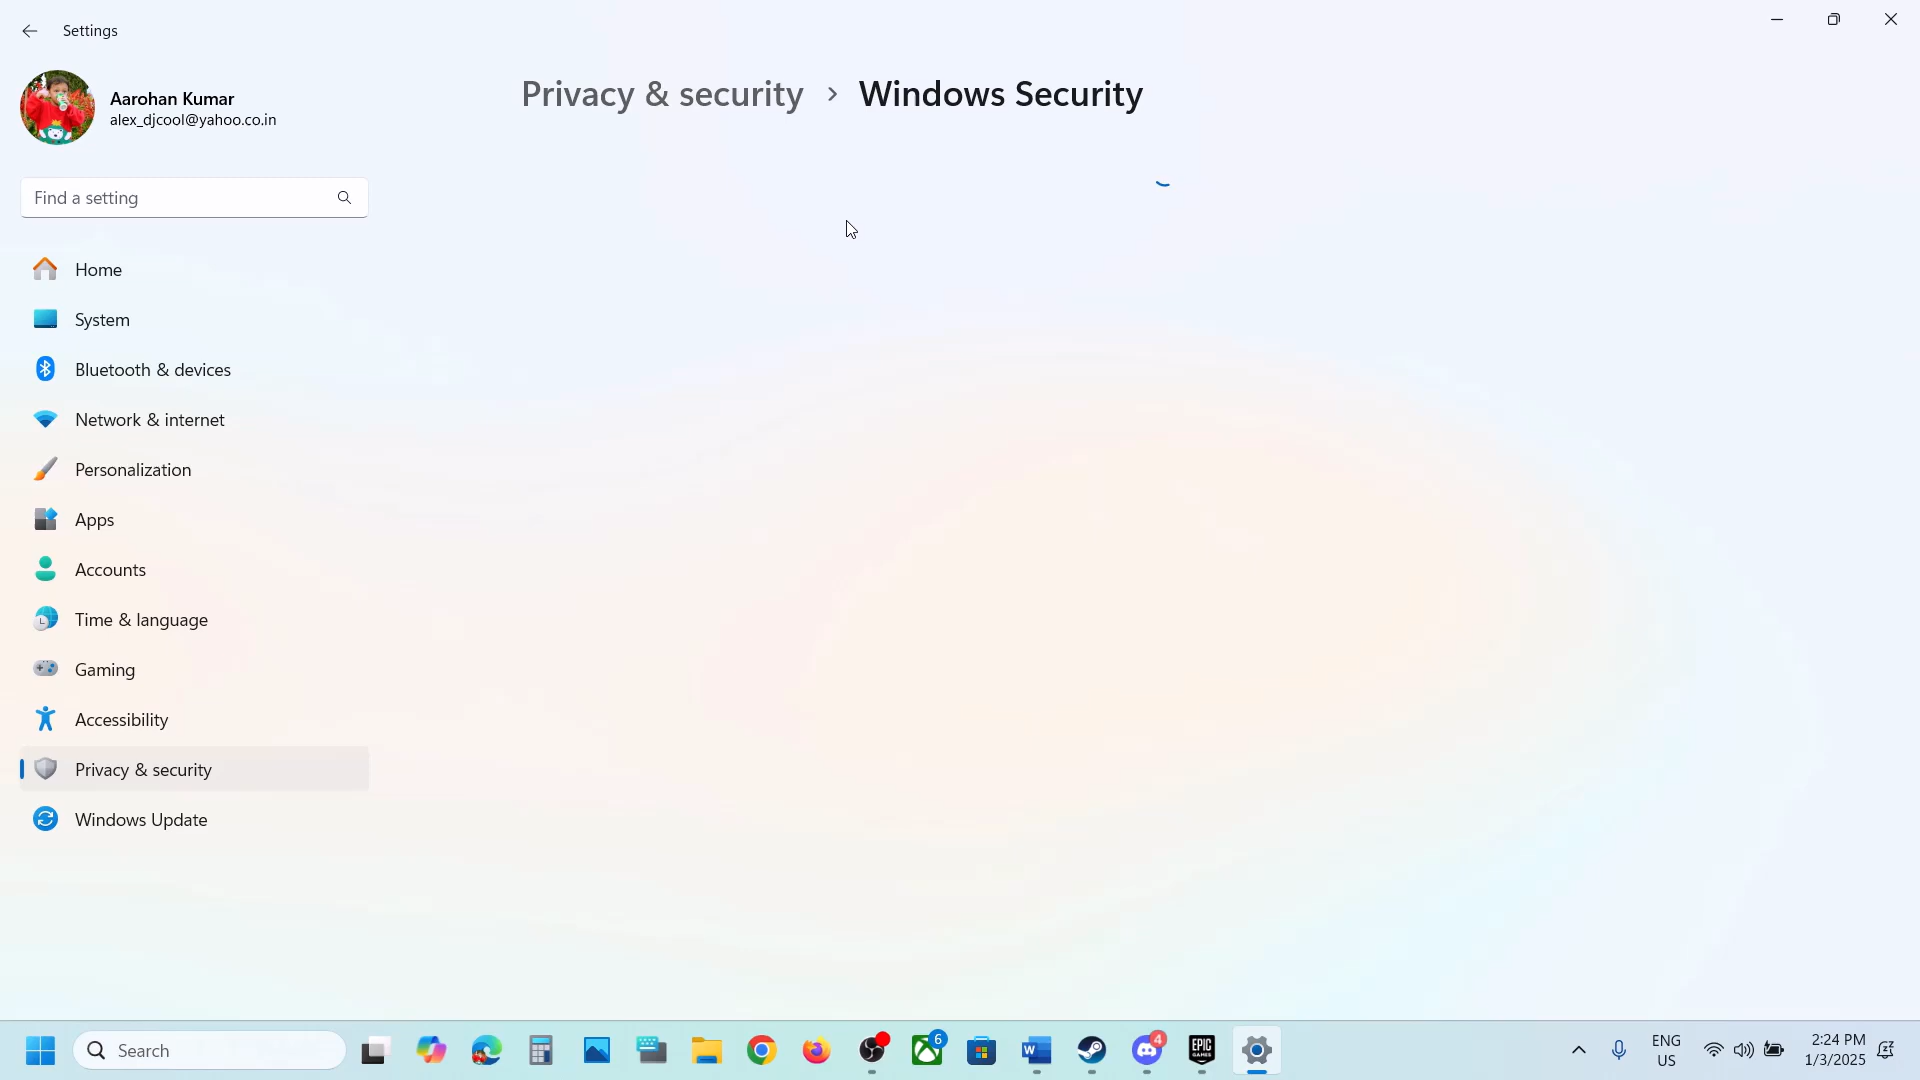 Settings
Aarohan Kumar
alex_djcool@yahoo.co.in
Privacy & security > Windows Security
Find a setting
Home
System
Bluetooth & devices
Network & internet
Personalization
Apps
Accounts
Time & language
Gaming
Accessibility
Privacy & security
Windows Update
Search
6
W
4
EPIC
GAMES
ENG
US
2:24 PM
1/3/2025